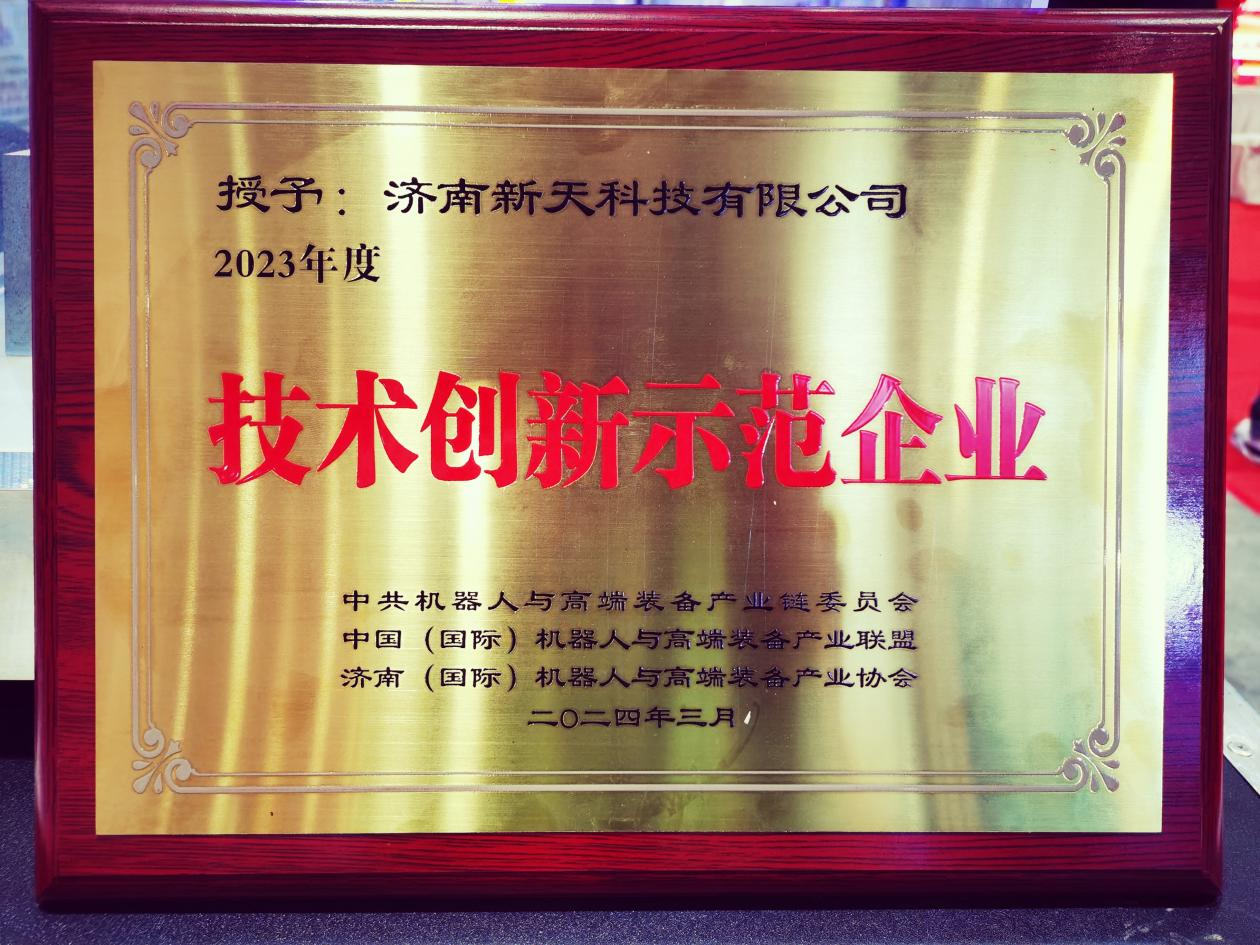 授予：济南新天科技有限公司
2023年度
技术创新示范企业
中共机器人与高端装备产业链委员会
中国（国际）机器人与高端装备产业联盟
济南（国际）机器人与高端装备产业协会
二〇二四年三月